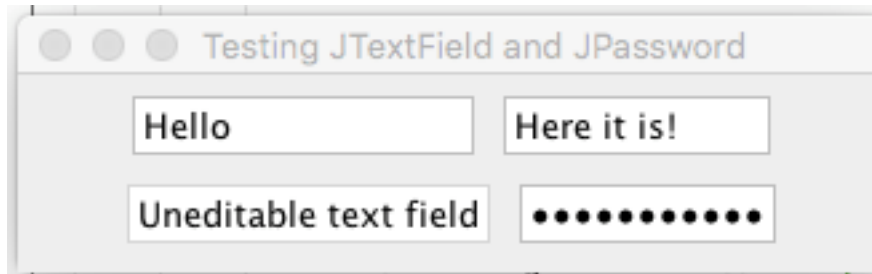 Testing JTextField and JPassword
Hello Here it is!
Uneditable text field •••••••••••